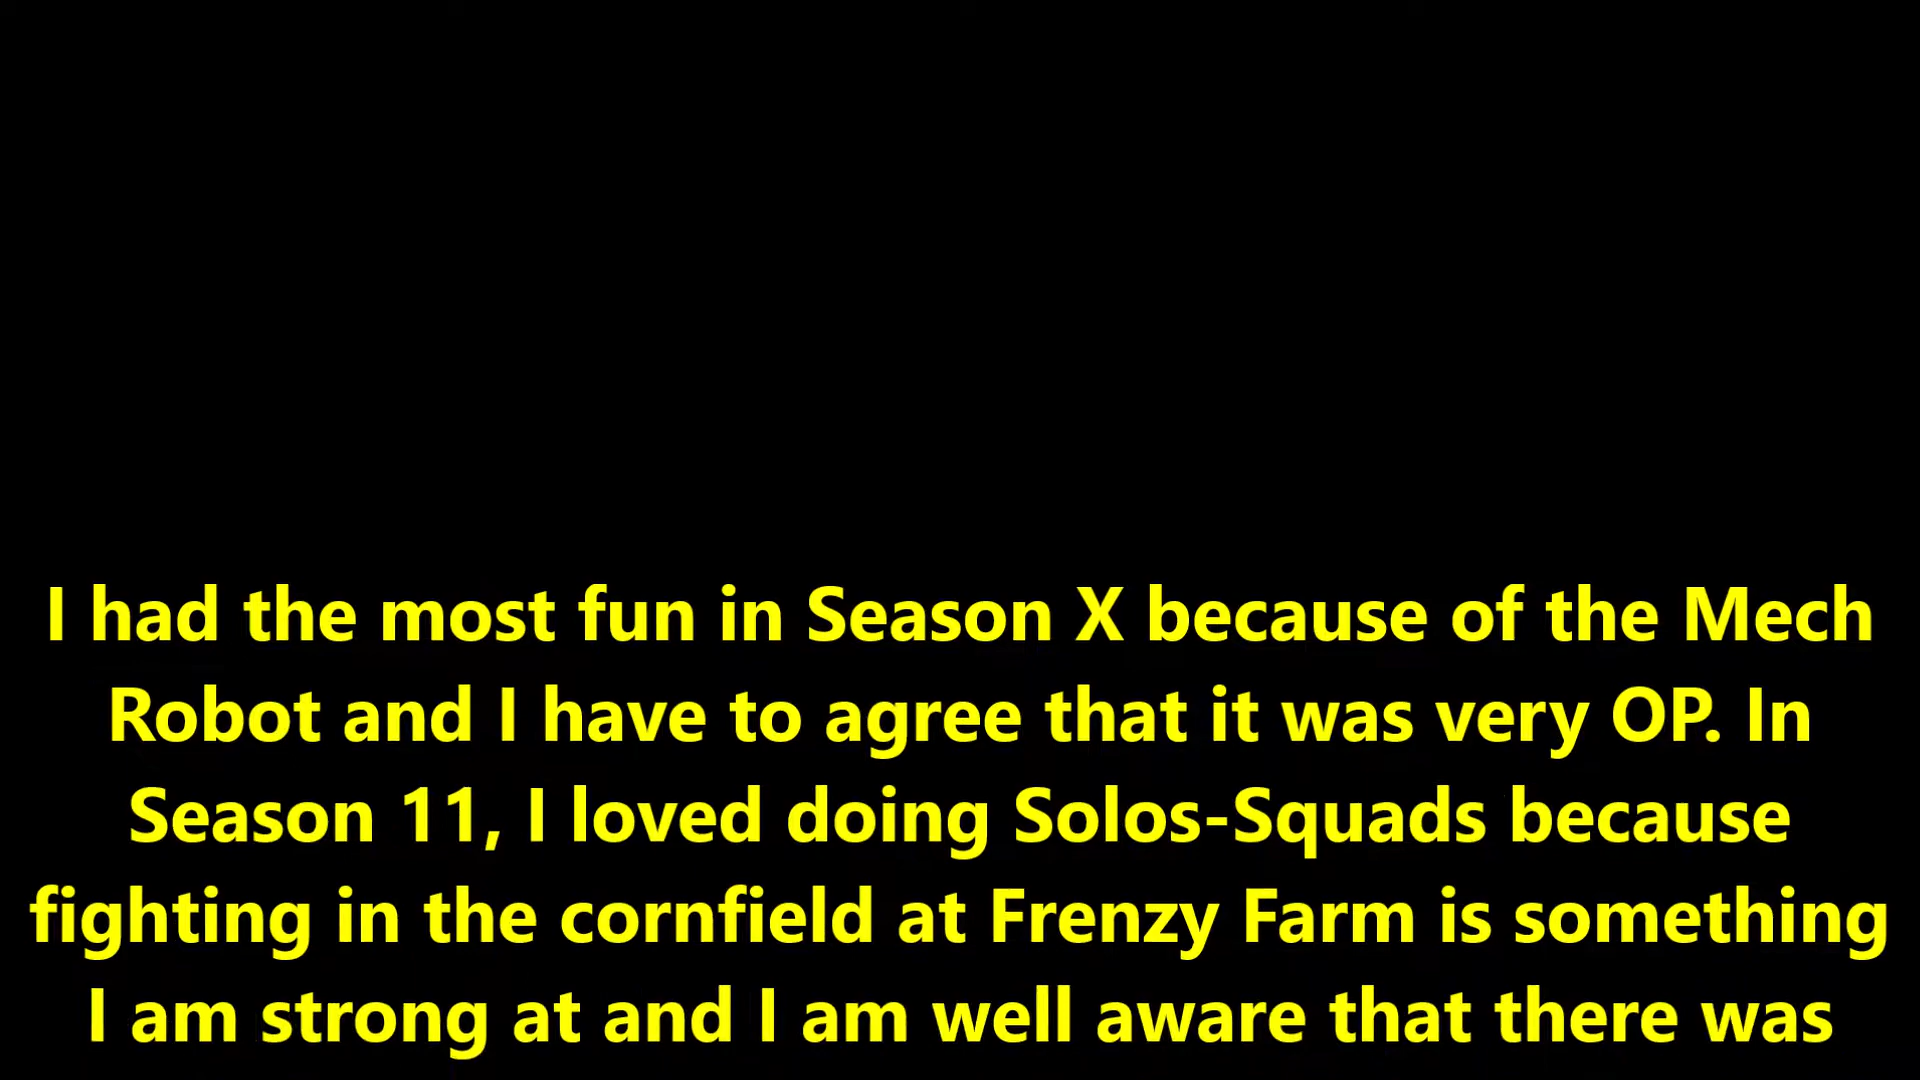 I had the most fun in Season X because of the Mech
Robot and I have to agree that it was very OP. In
Season 11, I loved doing Solos-Squads because
fighting in the cornfield at Frenzy Farm is something
I am strong at and I am well aware that there was